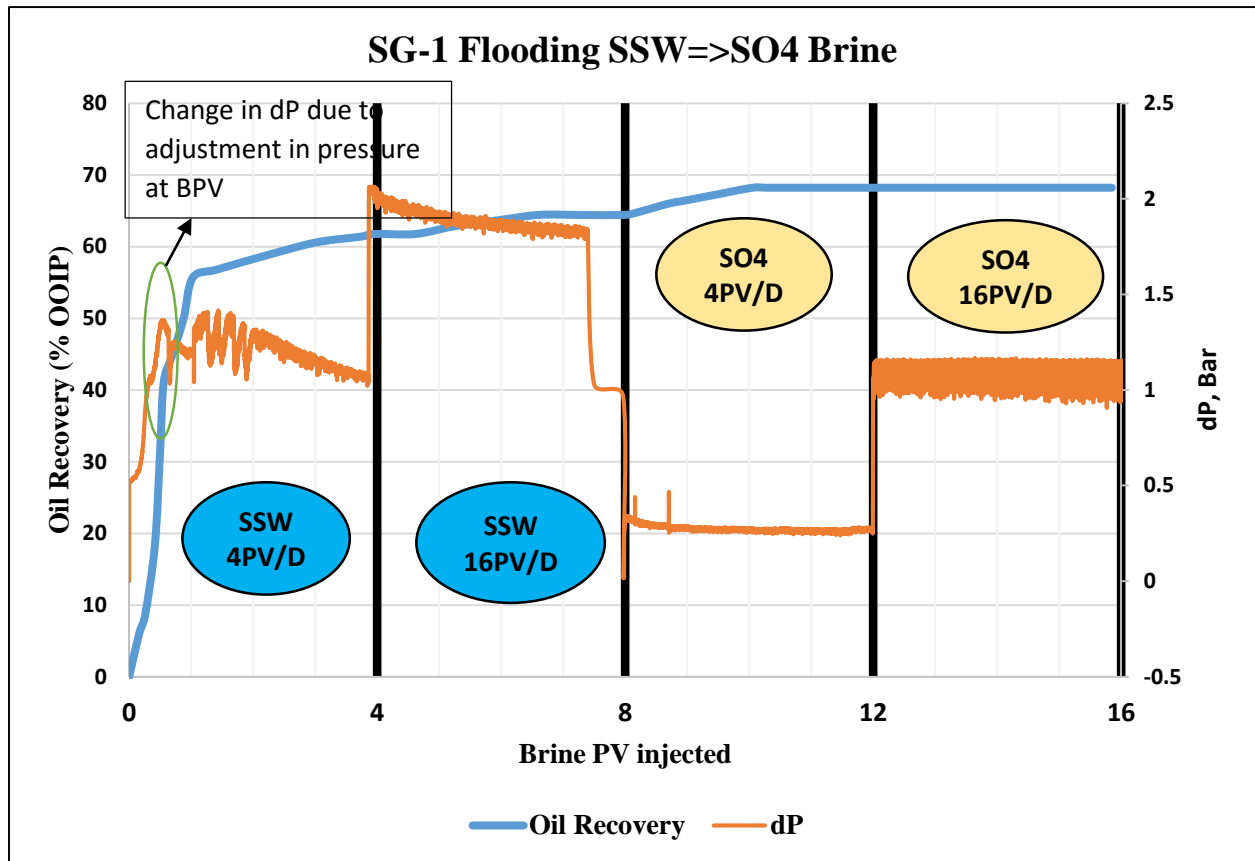 SG-1 Flooding SSW=>SO4 Brine
Change in dP due to
adjustment in pressure
at BPV
80
70
60
50
40
30
20
10
0
Oil Recovery (% OOIP)
2.5
2
1.5
1
0.5
0
-0.5
dP, Bar
SSW
4PV/D
SSW
16PV/D
SO4
4PV/D
SO4
16PV/D
0 4 8 12 16
Brine PV injected
Oil Recovery dP